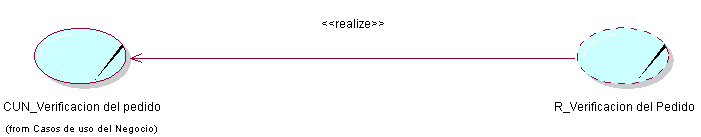 <<realize>>
CUN_Verificacion del pedido
R_Verificacion del Pedido
(from Casos de uso del Negocio)